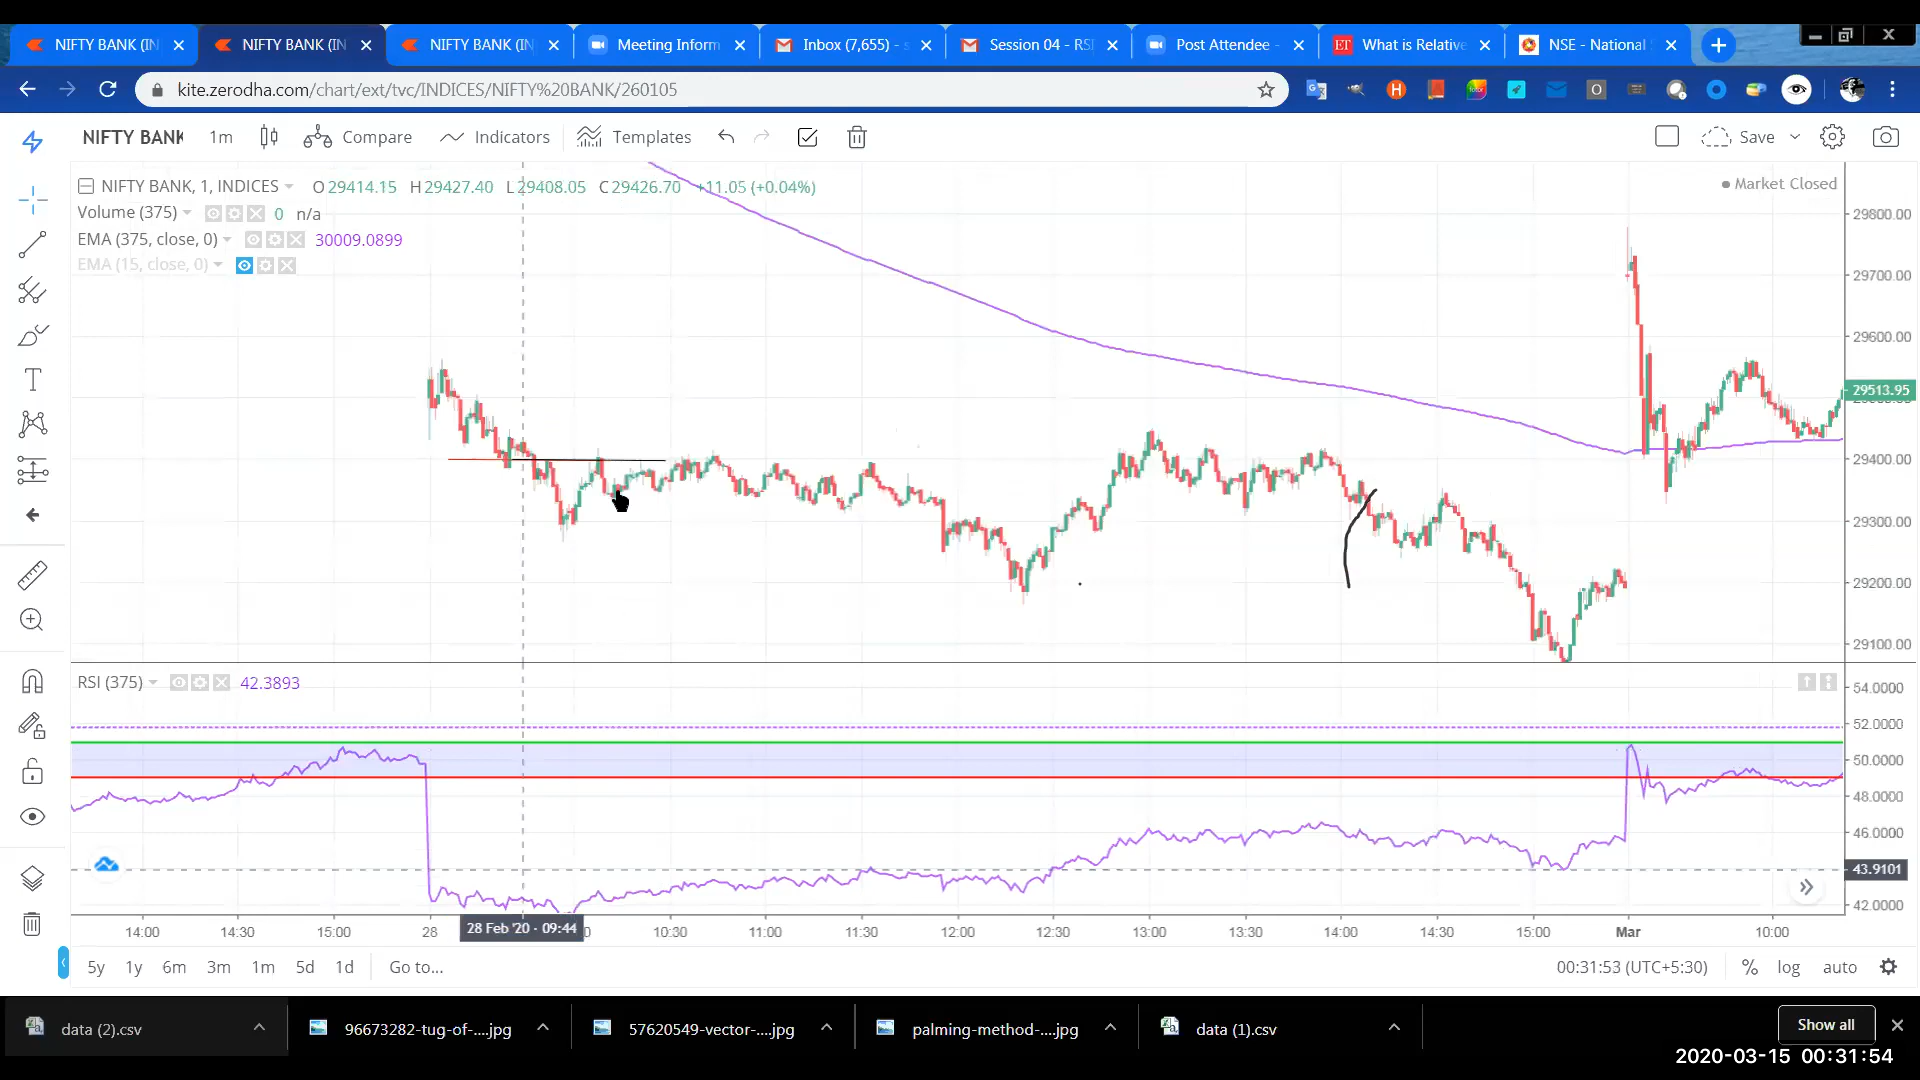 NIFTY BANK (IN
NIFTY BANK (IN
NIFTY BANK (IN
Meeting Inform
Inbox (7,655) - s
Session 04 - RSI
Post Attendee -
ET What is Relative
NSE - National S
kite.zerodha.com/chart/ext/tvc/INDICES/NIFTY%20BANK/260105
NIFTY BANK 1m Compare Indicators Templates Save
NIFTY BANK, 1, INDICES O 29414.15 H 29427.40 L 29408.05 C 29426.70 +11.05 (+0.04%)
Market Closed
Volume (375) 0 n/a
EMA (375, close, 0) 30009.0899
EMA (15, close, 0)
29800.00
29700.00
29600.00
29513.95
29400.00
29300.00
29200.00
29100.00
RSI (375) 42.3893
54.0000
52.0000
50.0000
48.0000
46.0000
43.9101
42.0000
14:00 14:30 15:00 28 28 Feb '20 - 09:44 10:30 11:00 11:30 12:00 12:30 13:00 13:30 14:00 14:30 15:00 Mar 10:00
5y 1y 6m 3m 1m 5d 1d Go to... 00:31:53 (UTC+5:30) % log auto
data (2).csv
96673282-tug-of-....jpg
57620549-vector-....jpg
palming-method-....jpg
data (1).csv
Show all
2020-03-15 00:31:54